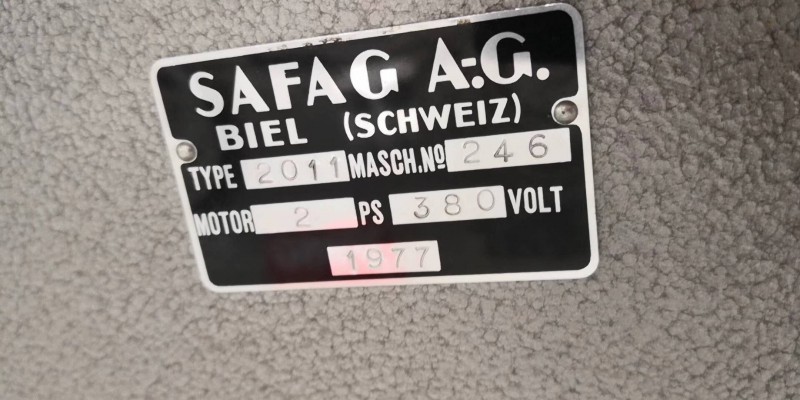 SAFAG A.-G.
BIEL (SCHWEIZ)
TYPE 2011 MASCH.No 246
MOTOR 2 PS 380 VOLT
1977